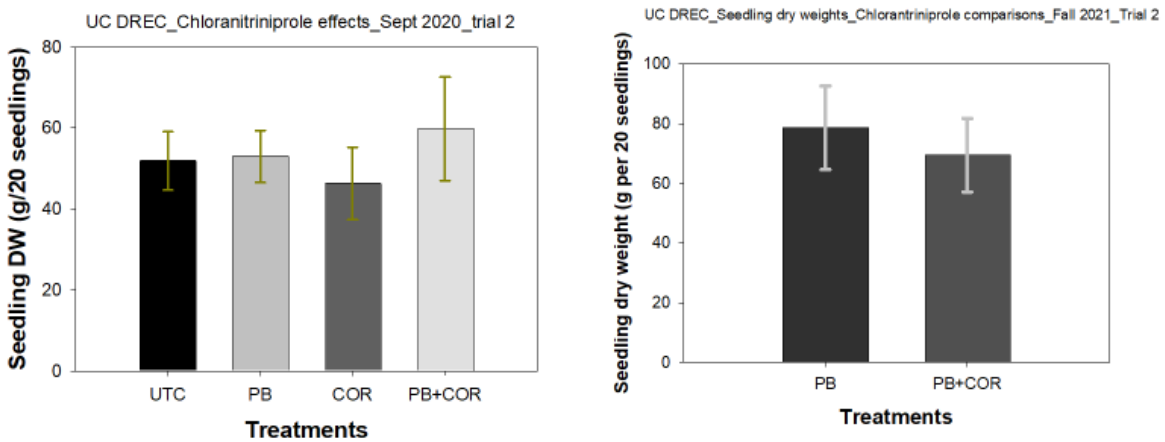 UC DREC_Chloranitriniprole effects_Sept 2020_trial 2
Seedling DW (g/20 seedlings)
80
60
40
20
0
UTC PB COR PB+COR
Treatments
UC DREC_Seedling dry weights_Chlorantriniprole comparisons_Fall 2021_Trial 2
Seedling dry weight (g per 20 seedlings)
100
80
60
40
20
0
PB PB+COR
Treatments